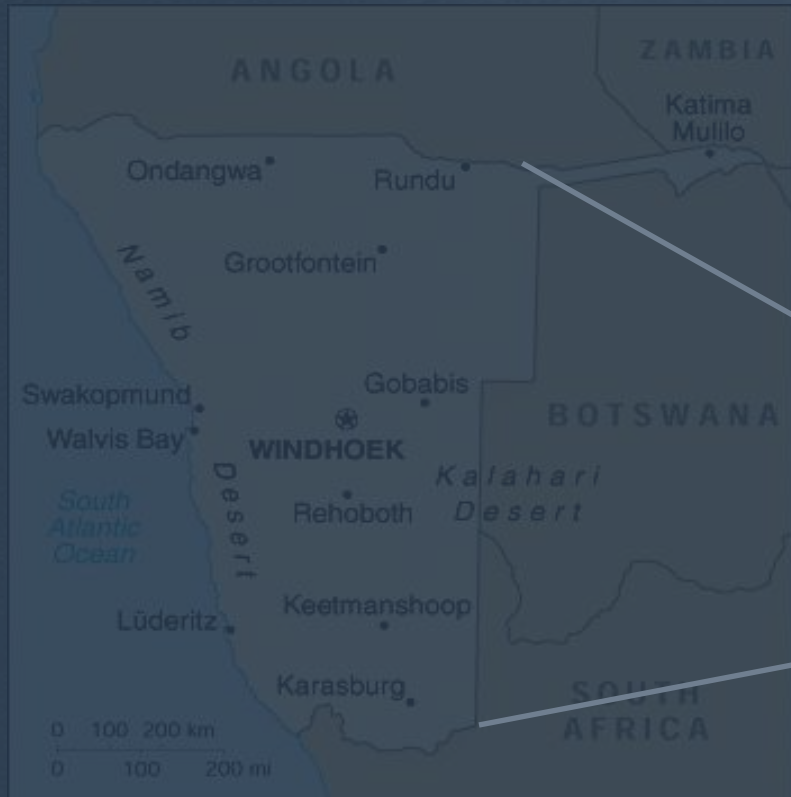 ANGOLA
ZAMBIA
Katima
Mulilo
Ondangwa
Rundu
Grootfontein
Namib
Swakopmund
Gobabis
Walvis Bay
WINDHOEK
BOTSWANA
Desert
Kalahari
Desert
South
Atlantic
Ocean
Rehoboth
Lüderitz
Keetmanshoop
Karasburg
SOUTH
AFRICA
0 100 200 km
0 100 200 mi